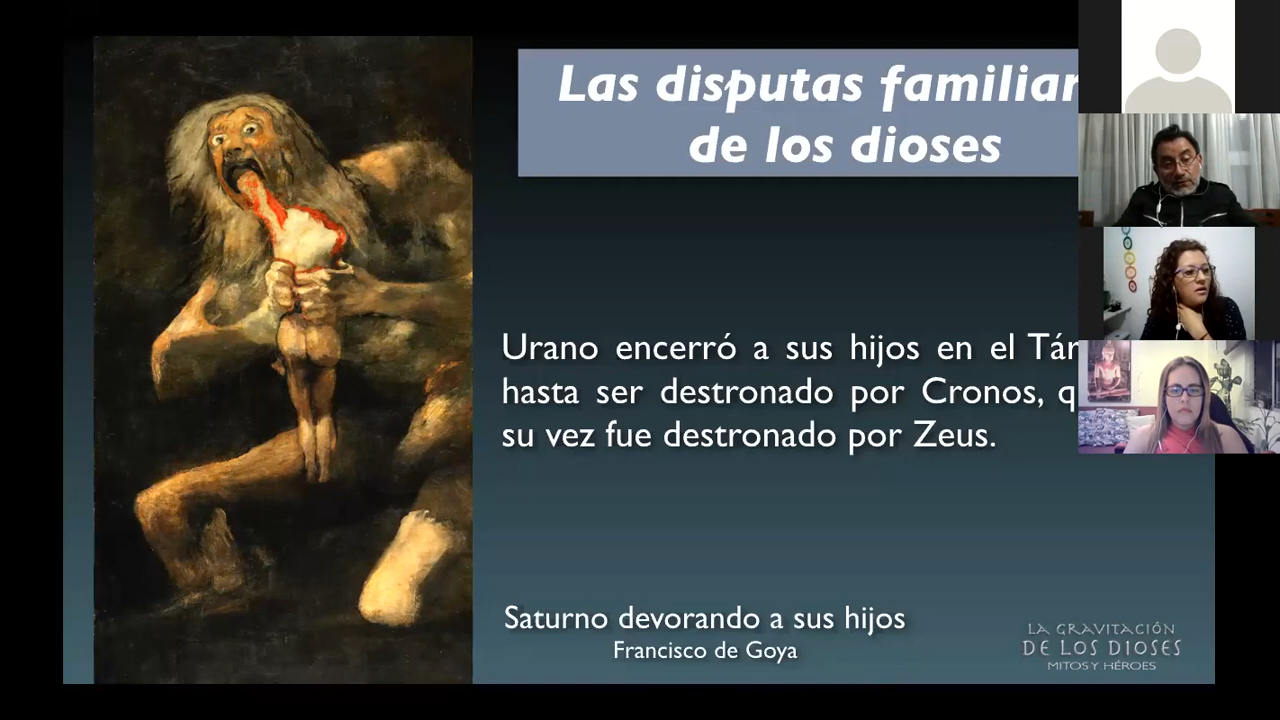 Las disputas familiar
de los dioses
Urano encerró a sus hijos en el Tár
hasta ser destronado por Cronos, q
su vez fue destronado por Zeus.
Saturno devorando a sus hijos
Francisco de Goya
LA GRAVITACIÓN
DE LOS DIOSES
MITOS Y HÉROES